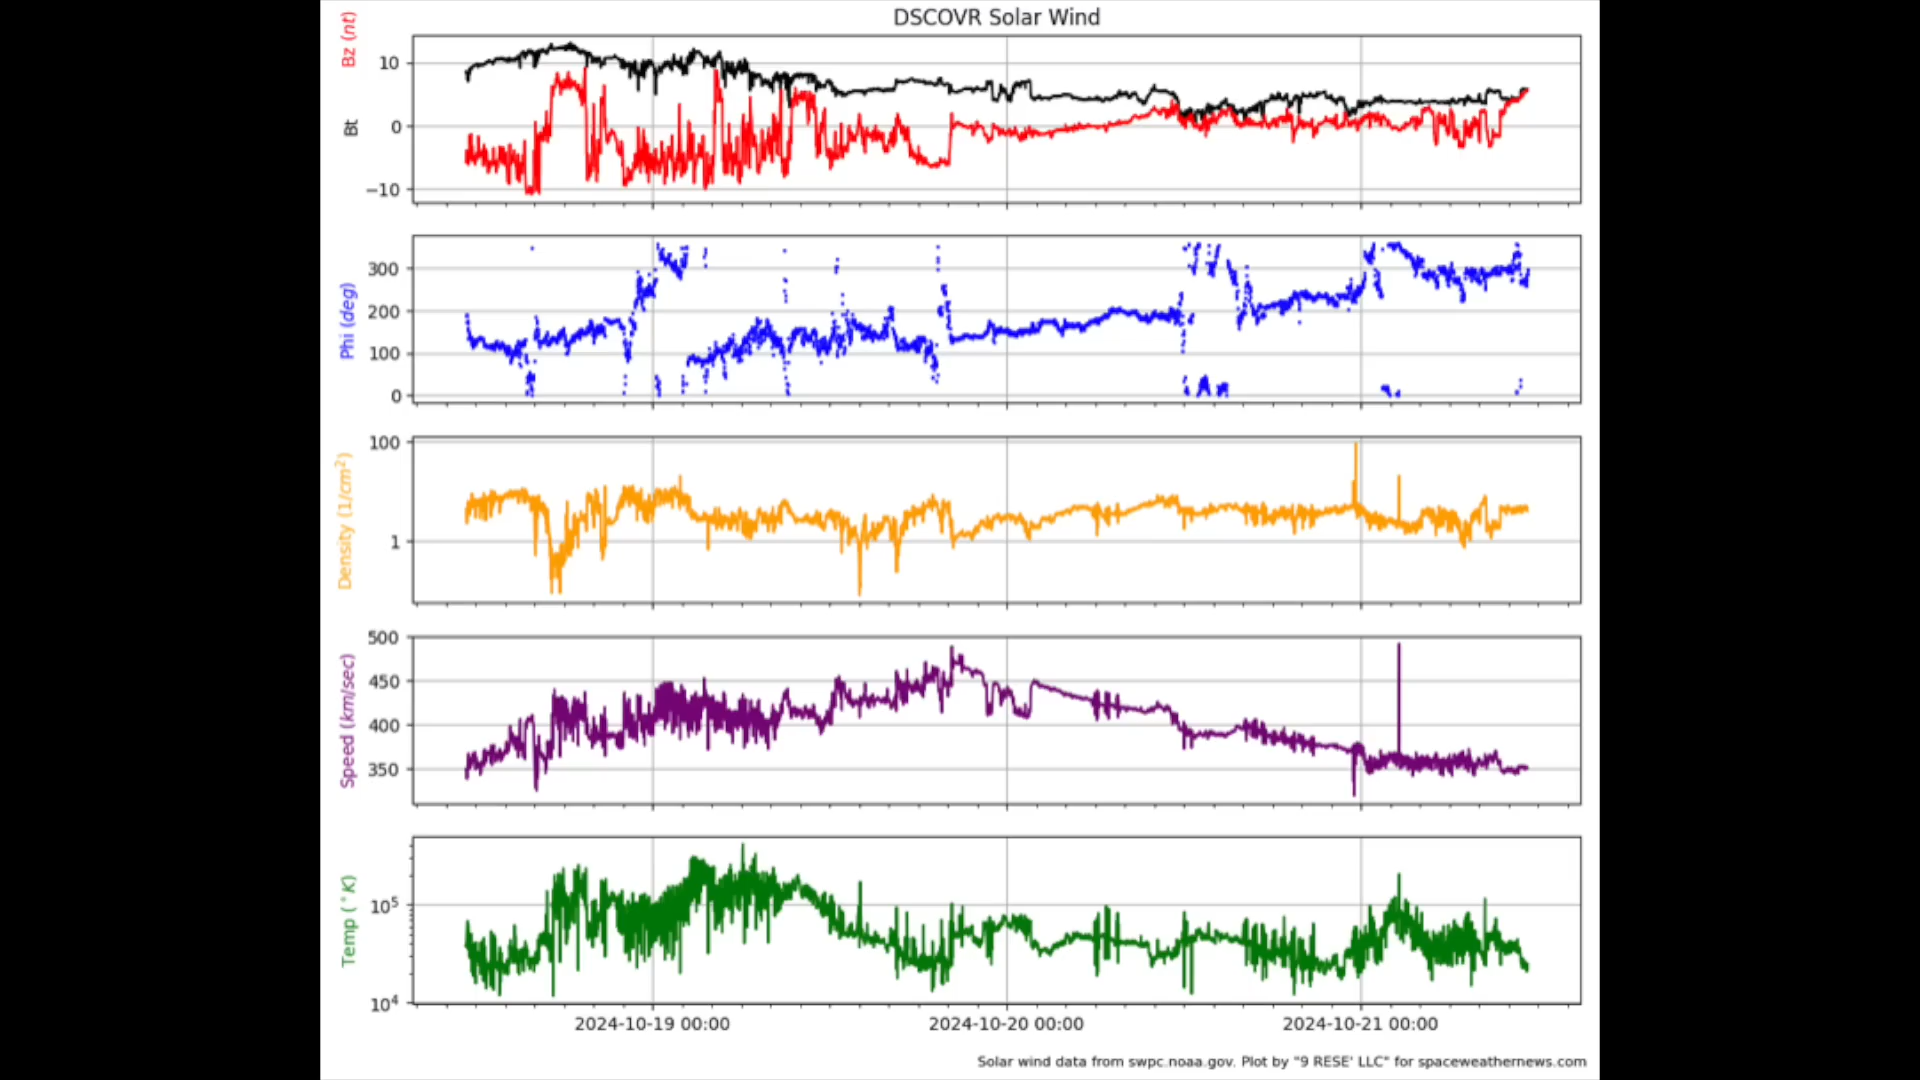 DSCOVR Solar Wind
Bt Bz (nt)
10
0
−10
Phi (deg)
300
200
100
0
Density (1/cm²)
100
1
Speed (km/sec)
500
450
400
350
Temp (°K)
10⁵
10⁴
2024-10-19 00:00 2024-10-20 00:00 2024-10-21 00:00
Solar wind data from swpc.noaa.gov. Plot by "9 RESE' LLC" for spaceweathernews.com